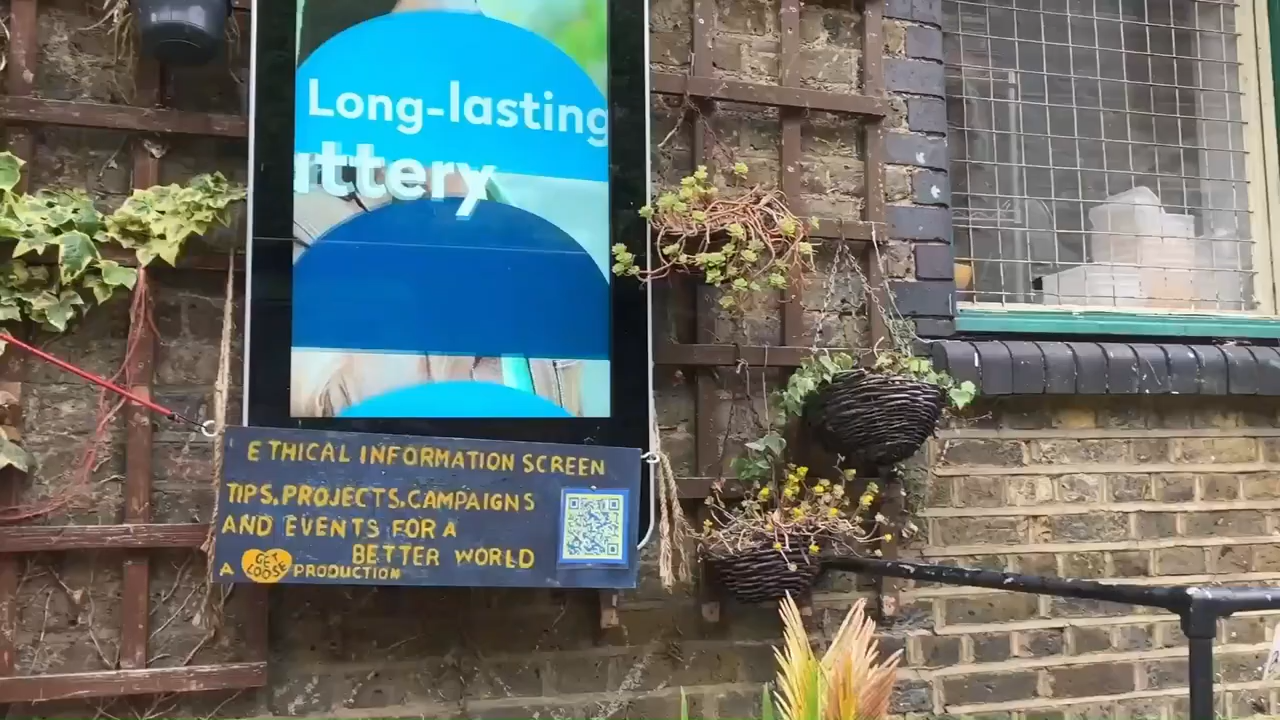 Long-lasting
ttery
ETHICAL INFORMATION SCREEN
TIPS, PROJECTS, CAMPAIGNS
AND EVENTS FOR A
BETTER WORLD
A GET LOOSE PRODUCTION